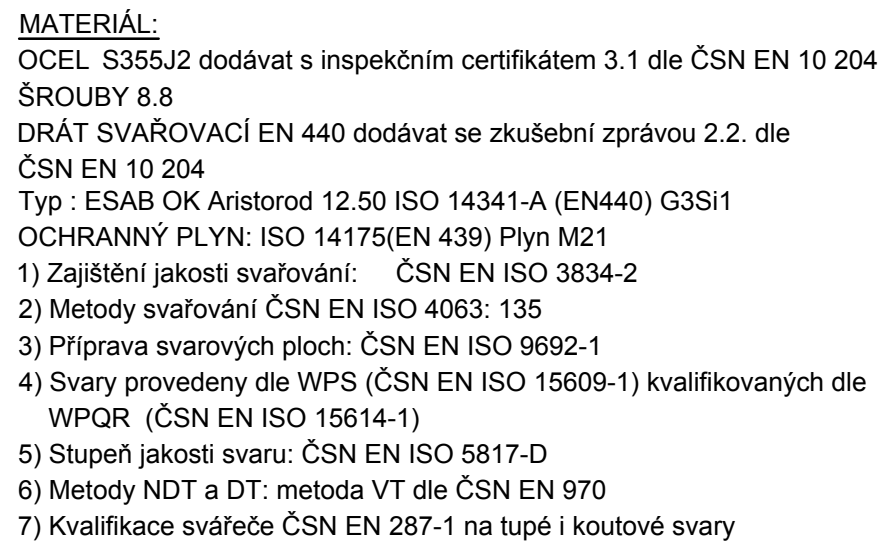 MATERIÁL:
OCEL S355J2 dodávat s inspekčním certifikátem 3.1 dle ČSN EN 10 204
ŠROUBY 8.8
DRÁT SVAŘOVACÍ EN 440 dodávat se zkušební zprávou 2.2. dle
ČSN EN 10 204
Typ : ESAB OK Aristorod 12.50 ISO 14341-A (EN440) G3Si1
OCHRANNÝ PLYN: ISO 14175(EN 439) Plyn M21
1) Zajištění jakosti svařování: ČSN EN ISO 3834-2
2) Metody svařování ČSN EN ISO 4063: 135
3) Příprava svarových ploch: ČSN EN ISO 9692-1
4) Svary provedeny dle WPS (ČSN EN ISO 15609-1) kvalifikovaných dle
WPQR (ČSN EN ISO 15614-1)
5) Stupeň jakosti svaru: ČSN EN ISO 5817-D
6) Metody NDT a DT: metoda VT dle ČSN EN 970
7) Kvalifikace svářeče ČSN EN 287-1 na tupé i koutové svary